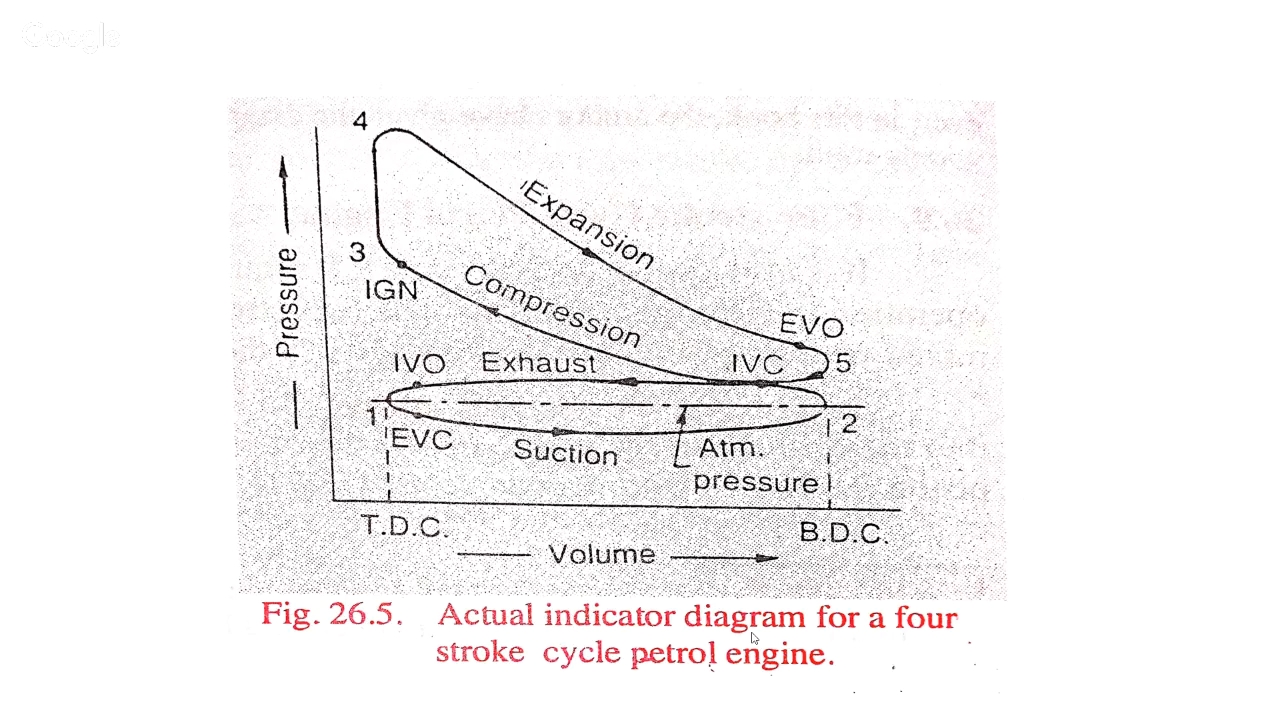 Google
4
Expansion
Pressure
3
IGN
Compression
EVO
IVO Exhaust IVC 5
1
EVC
Suction
Atm.
pressure
2
T.D.C.
B.D.C.
Volume
Fig. 26.5. Actual indicator diagram for a four
stroke cycle petrol engine.